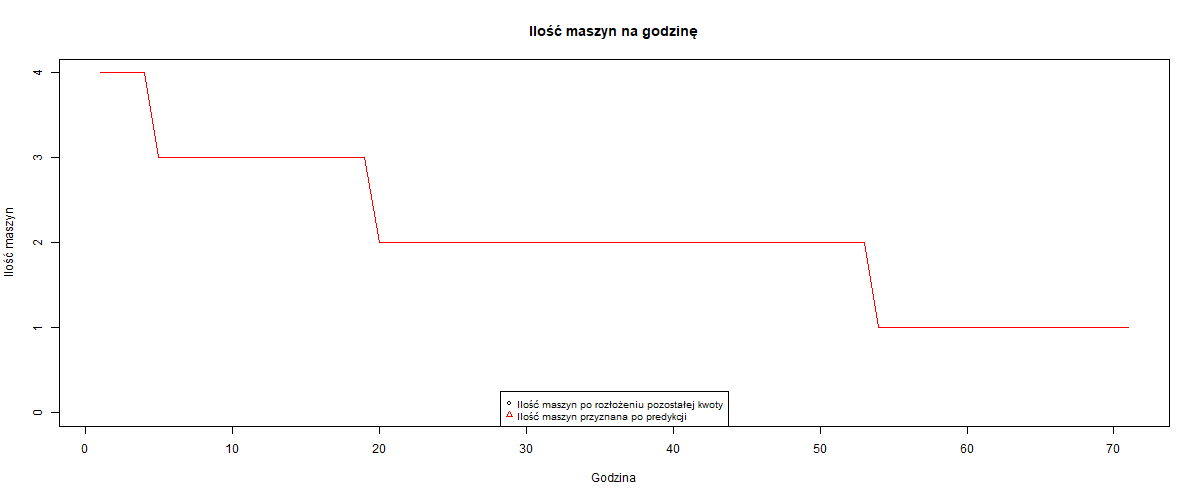 Ilość maszyn na godzinę
4
3
2
1
0
Ilość maszyn
Ilość maszyn po rozłożeniu pozostałej kwoty
Ilość maszyn przyznana po predykcji
0 10 20 30 40 50 60 70
Godzina